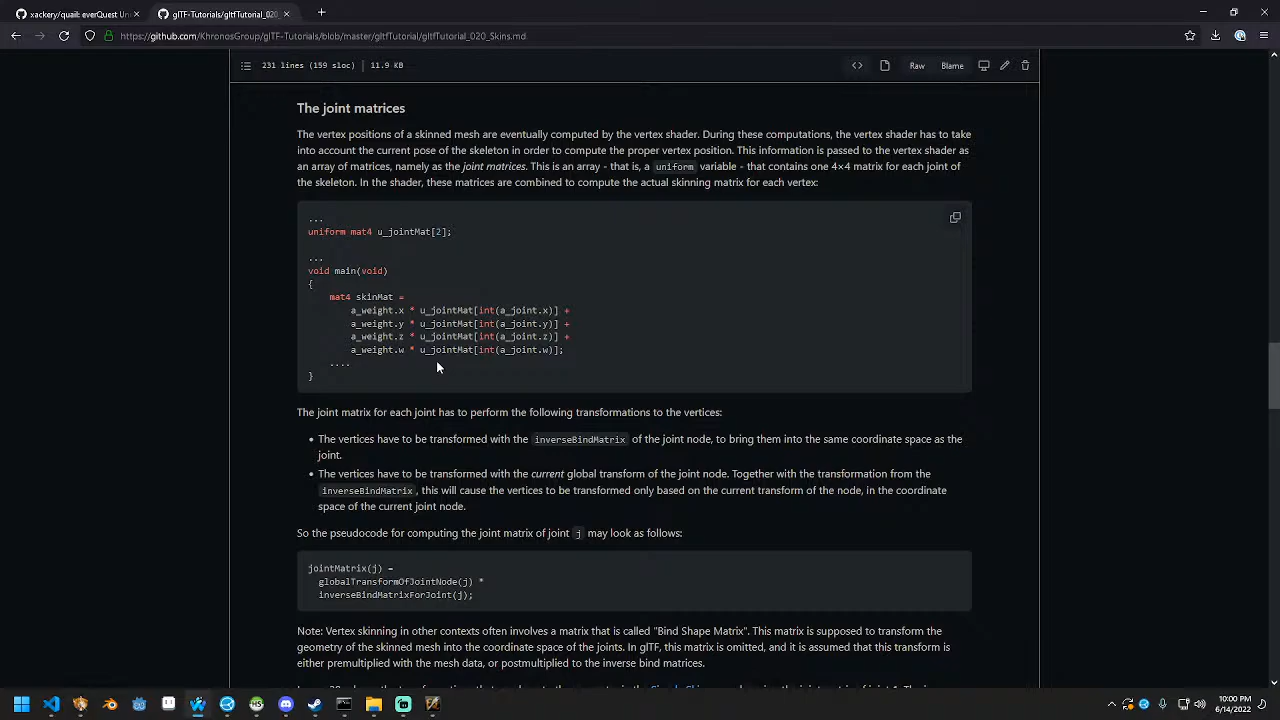 xackery/quail: everQuest Uni
glTF-Tutorials/gltfTutorial_020_
https://github.com/KhronosGroup/glTF-Tutorials/blob/master/gltfTutorial/gltfTutorial_020_Skins.md
231 lines (159 sloc) | 11.9 KB
Raw
Blame
The joint matrices
The vertex positions of a skinned mesh are eventually computed by the vertex shader. During these computations, the vertex shader has to take
into account the current pose of the skeleton in order to compute the proper vertex position. This information is passed to the vertex shader as
an array of matrices, namely as the joint matrices. This is an array - that is, a uniform variable - that contains one 4×4 matrix for each joint of
the skeleton. In the shader, these matrices are combined to compute the actual skinning matrix for each vertex:
...
uniform mat4 u_jointMat[2];
...
void main(void)
{
mat4 skinMat =
a_weight.x * u_jointMat[int(a_joint.x)] +
a_weight.y * u_jointMat[int(a_joint.y)] +
a_weight.z * u_jointMat[int(a_joint.z)] +
a_weight.w * u_jointMat[int(a_joint.w)];
....
}
The joint matrix for each joint has to perform the following transformations to the vertices:
• The vertices have to be transformed with the inverseBindMatrix of the joint node, to bring them into the same coordinate space as the
joint.
• The vertices have to be transformed with the current global transform of the joint node. Together with the transformation from the
inverseBindMatrix, this will cause the vertices to be transformed only based on the current transform of the node, in the coordinate
space of the current joint node.
So the pseudocode for computing the joint matrix of joint j may look as follows:
jointMatrix(j) =
globalTransformOfJointNode(j) *
inverseBindMatrixForJoint(j);
Note: Vertex skinning in other contexts often involves a matrix that is called "Bind Shape Matrix". This matrix is supposed to transform the
geometry of the skinned mesh into the coordinate space of the joints. In glTF, this matrix is omitted, and it is assumed that this transform is
either premultiplied with the mesh data, or postmultiplied to the inverse bind matrices.
10:00 PM
6/14/2022